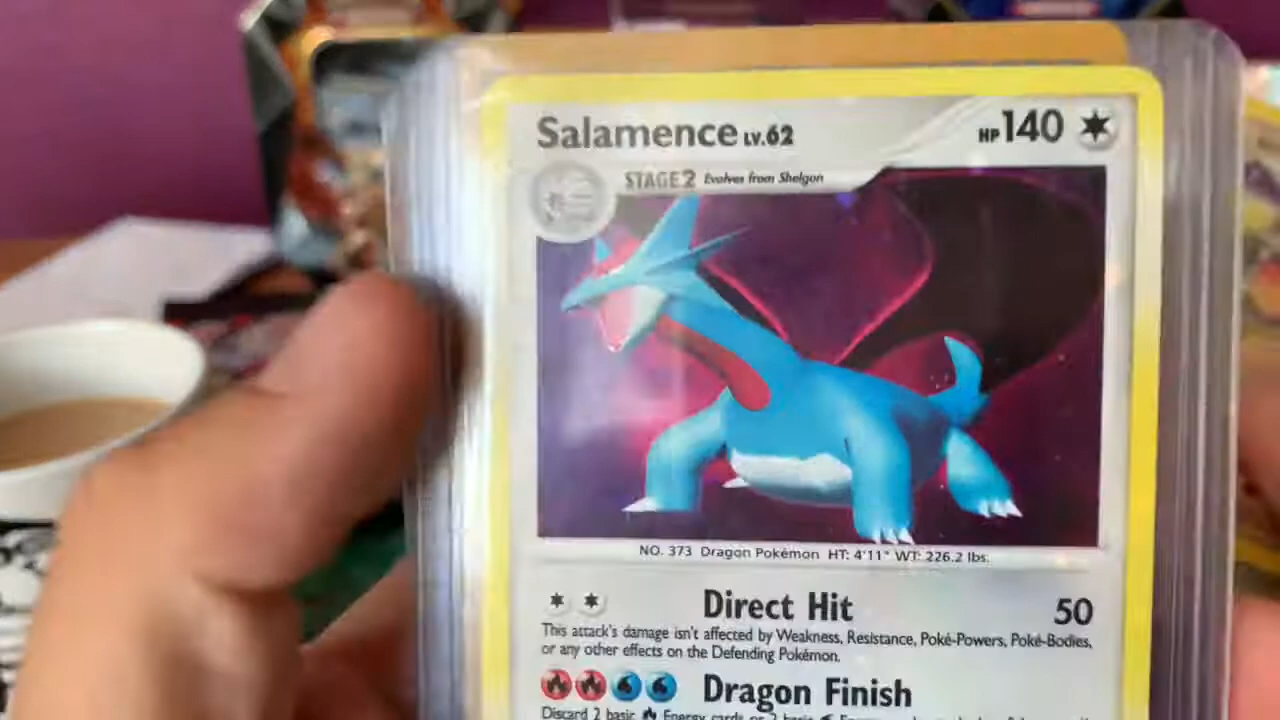 Salamence LV.62 HP 140
STAGE 2 Evolves from Shelgon
NO. 373 Dragon Pokémon HT: 4'11" WT: 226.2 lbs.
Direct Hit 50
This attack's damage isn't affected by Weakness, Resistance, Poké-Powers, Poké-Bodies,
or any other effects on the Defending Pokémon.
Dragon Finish
Discard 2 basic Energy cards or 2 basic